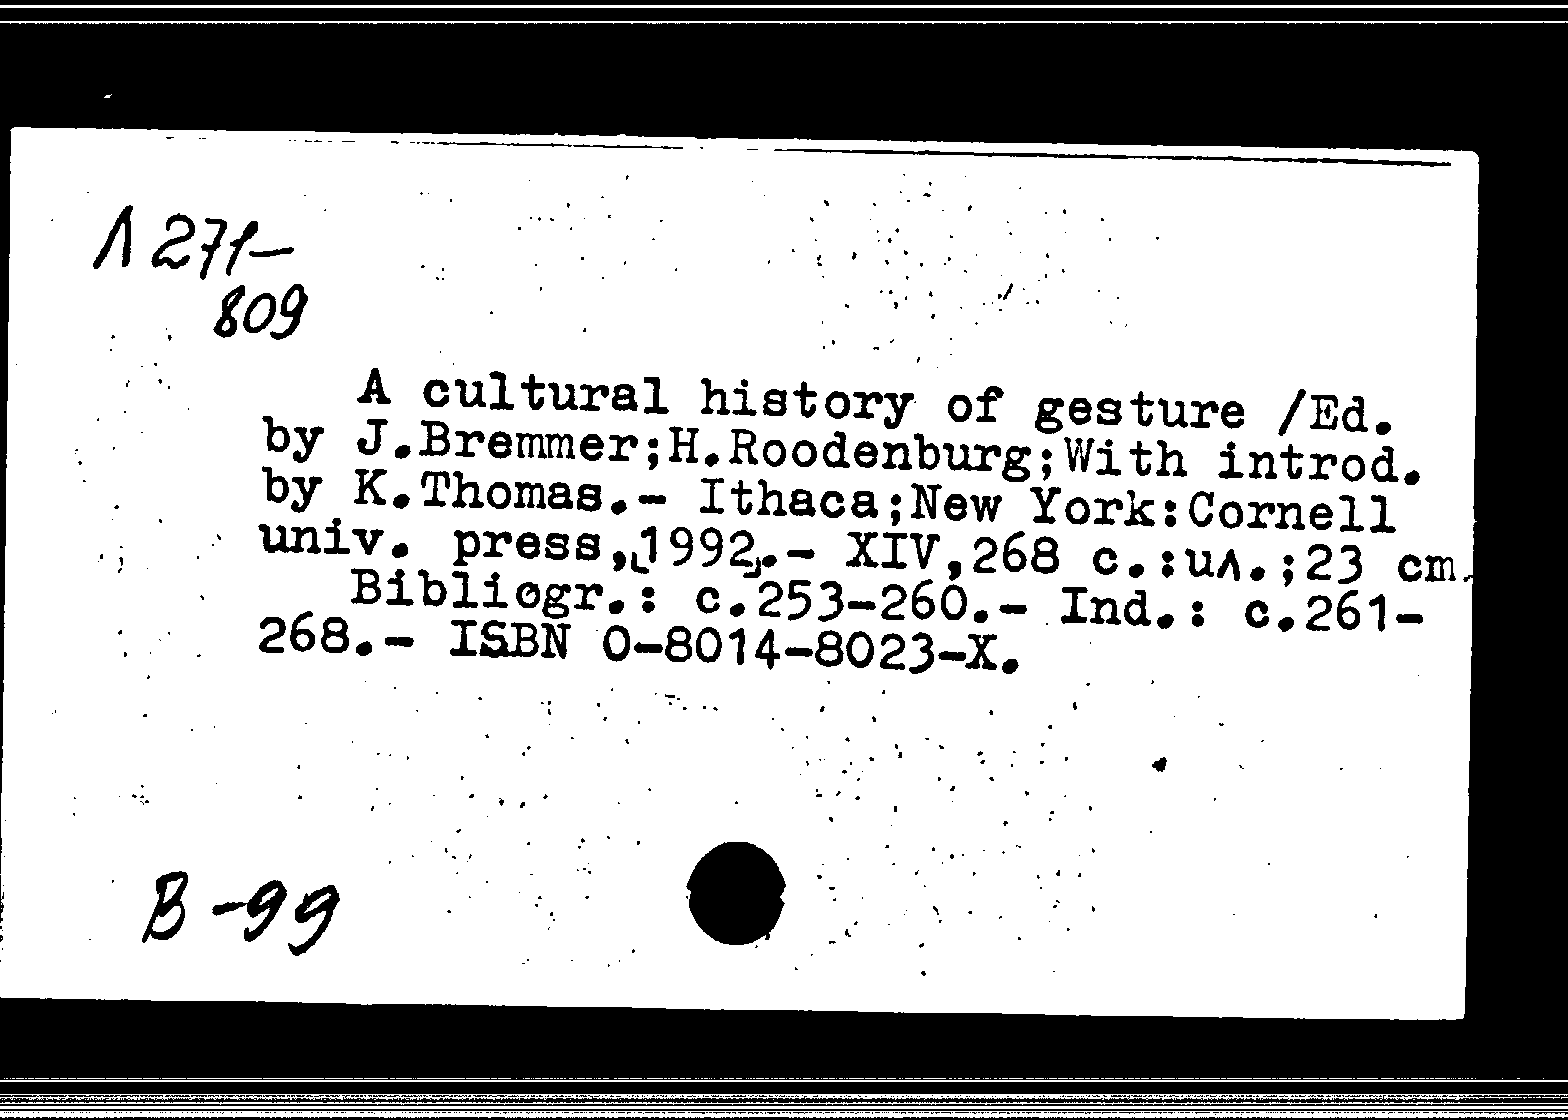 Л 271-
809
A cultural history of gesture /Ed.
by J.Bremmer;H.Roodenburg;With introd.
by K.Thomas.- Ithaca;New York:Cornell
univ. press,[1992].- XIV,268 c.:ил.;23 cm.
Bibliogr.: c.253-260.- Ind.: c.261-
268.- ISBN 0-8014-8023-X.
В-99